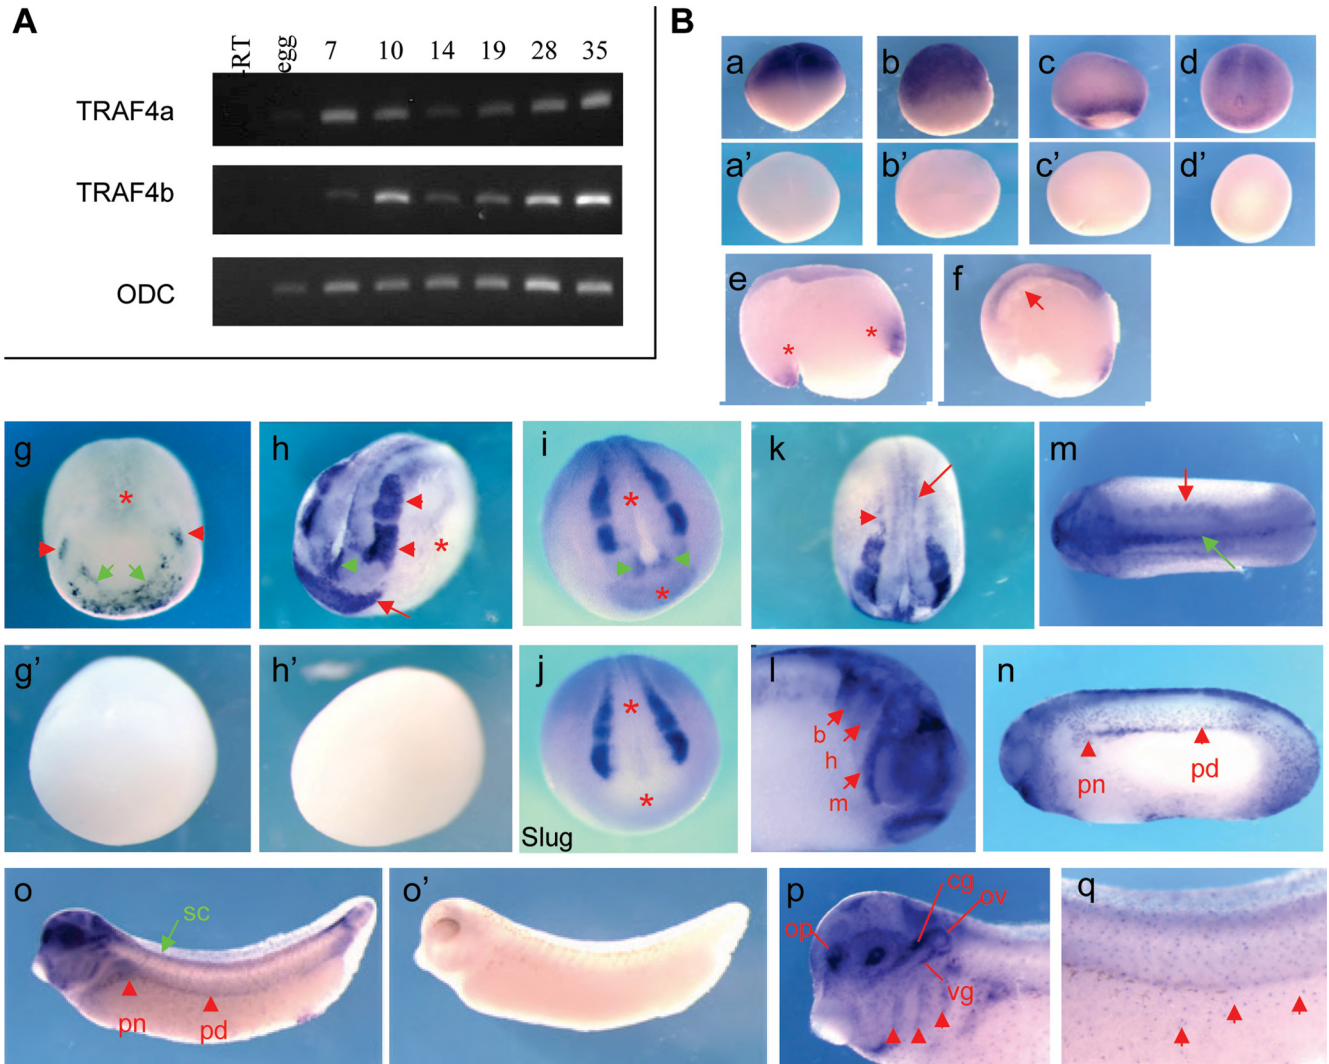 A
-RT egg 7 10 14 19 28 35
TRAF4a
TRAF4b
ODC
B
a b c d
a’ b’ c’ d’
e f
* *
g h i k m
* * * *
g’ h’ j l n
* *
b
h
m
pn pd
Slug
o o’ p q
sc
pn pd
cg
ov
op
vg